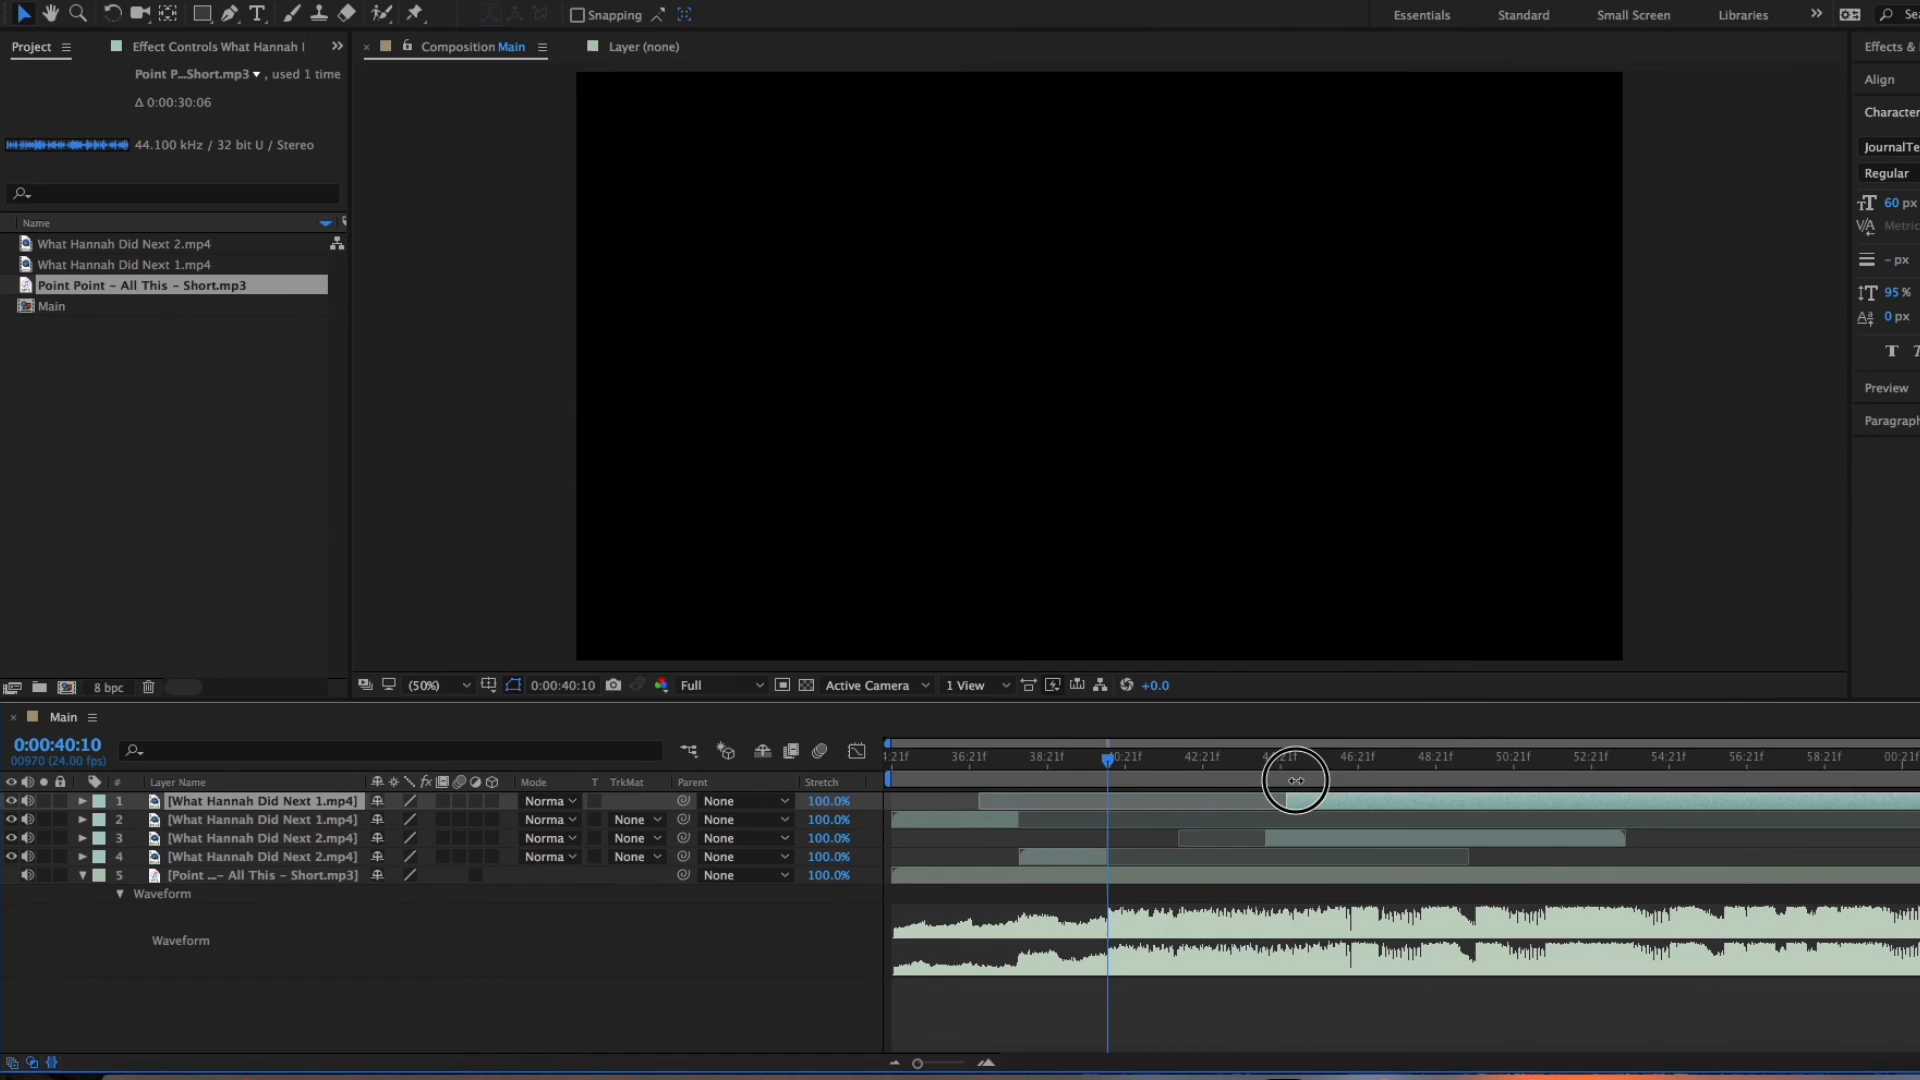 Snapping
Essentials
Standard
Small Screen
Libraries
Project
Effect Controls What Hannah
Composition Main
Layer (none)
Effects &
Point P...Short.mp3 , used 1 time
Δ 0:00:30:06
Align
Character
44.100 kHz / 32 bit U / Stereo
JournalTe
Regular
60 px
Metric
Name
What Hannah Did Next 2.mp4
What Hannah Did Next 1.mp4
Point Point - All This - Short.mp3
Main
- px
95 %
0 px
T
Preview
Paragraph
8 bpc
(50%)
0:00:40:10
Full
Active Camera
1 View
+0.0
Main
0:00:40:10
00970 (24.00 fps)
4:21f 36:21f 38:21f 40:21f 42:21f 44:21f 46:21f 48:21f 50:21f 52:21f 54:21f 56:21f 58:21f 00:21f
# Layer Name Mode T TrkMat Parent Stretch
1 [What Hannah Did Next 1.mp4] Norma None 100.0%
2 [What Hannah Did Next 1.mp4] Norma None None 100.0%
3 [What Hannah Did Next 2.mp4] Norma None None 100.0%
4 [What Hannah Did Next 2.mp4] Norma None None 100.0%
5 [Point ...- All This - Short.mp3] None 100.0%
Waveform
Waveform